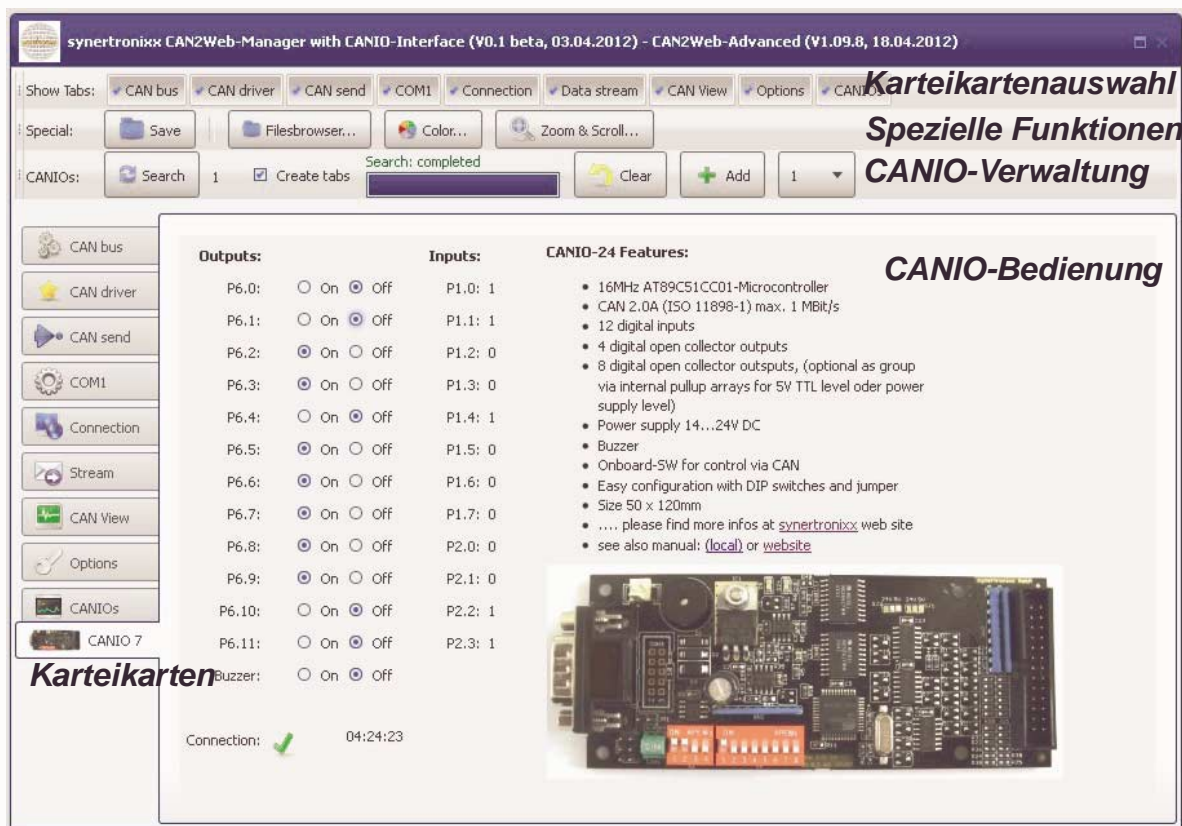 synertronixx CAN2Web-Manager with CANIO-Interface (V0.1 beta, 03.04.2012) - CAN2Web-Advanced (V1.09.8, 18.04.2012)
Show Tabs: CAN bus CAN driver CAN send COM1 Connection Data stream CAN View Options CANIOs
Karteikartenauswahl
Special: Save Filesbrowser... Color... Zoom & Scroll...
Spezielle Funktionen
Search: completed
CANIOs: Search 1 Create tabs Clear Add 1
CANIO-Verwaltung
CAN bus
CAN driver
CAN send
COM1
Connection
Stream
CAN View
Options
CANIOs
CANIO 7
Karteikarten
Outputs: Inputs:
P6.0: On Off P1.0: 1
P6.1: On Off P1.1: 1
P6.2: On Off P1.2: 0
P6.3: On Off P1.3: 0
P6.4: On Off P1.4: 1
P6.5: On Off P1.5: 0
P6.6: On Off P1.6: 0
P6.7: On Off P1.7: 0
P6.8: On Off P2.0: 0
P6.9: On Off P2.1: 0
P6.10: On Off P2.2: 1
P6.11: On Off P2.3: 1
Buzzer: On Off
Connection: 04:24:23
CANIO-24 Features:
CANIO-Bedienung
• 16MHz AT89C51CC01-Microcontroller
• CAN 2.0A (ISO 11898-1) max. 1 MBit/s
• 12 digital inputs
• 4 digital open collector outputs
• 8 digital open collector outsputs, (optional as group
via internal pullup arrays for 5V TTL level oder power
supply level)
• Power supply 14...24V DC
• Buzzer
• Onboard-SW for control via CAN
• Easy configuration with DIP switches and jumper
• Size 50 x 120mm
• .... please find more infos at synertronixx web site
• see also manual: (local) or website